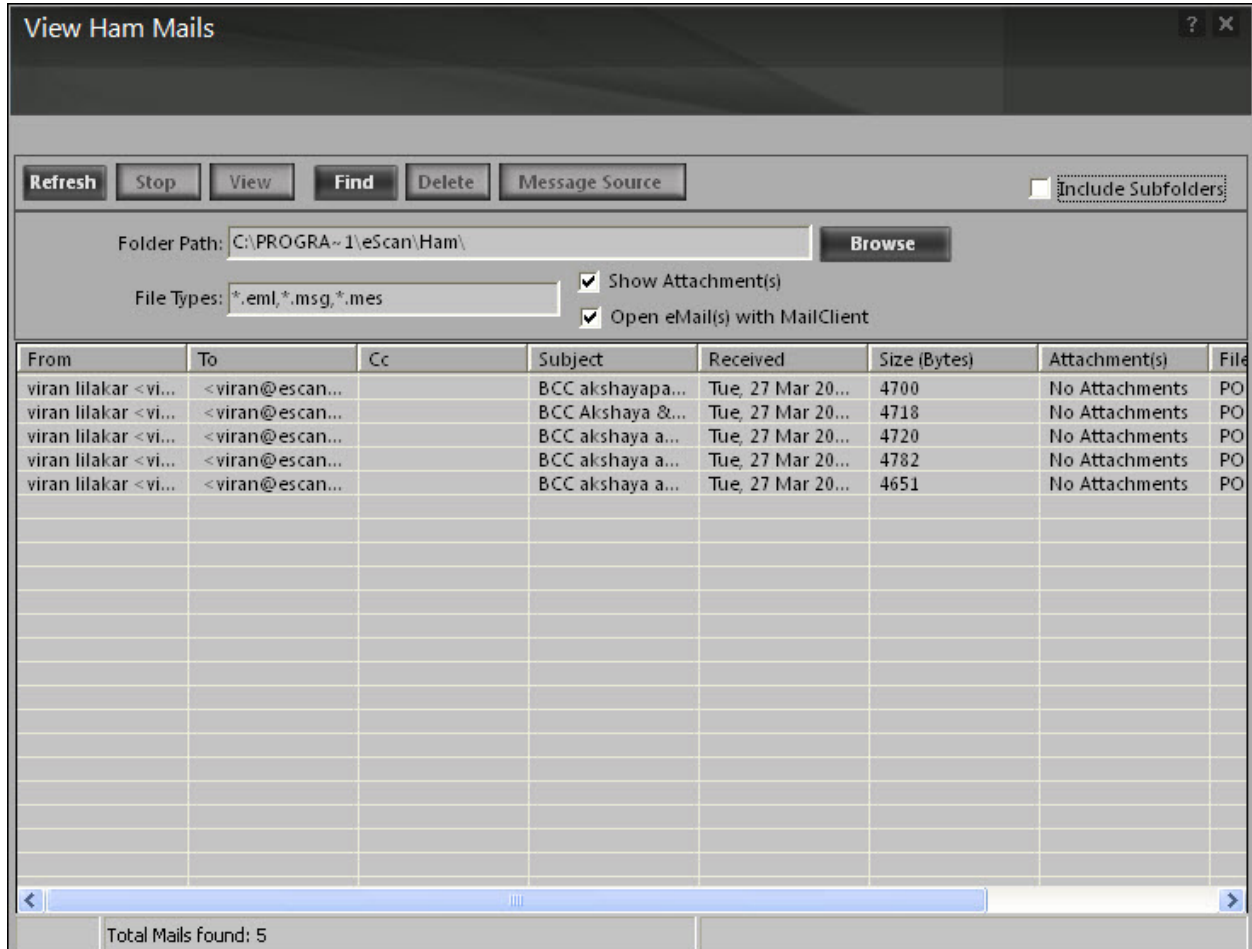 View Ham Mails
? X
Refresh Stop View Find Delete Message Source Include Subfolders
Folder Path: C:\PROGRA~1\eScan\Ham\ Browse
Show Attachment(s)
File Types: *.eml,*.msg,*.mes
Open eMail(s) with MailClient
From To Cc Subject Received Size (Bytes) Attachment(s) File
viran lilakar <vi... <viran@escan... BCC akshayapa... Tue, 27 Mar 20... 4700 No Attachments PO
viran lilakar <vi... <viran@escan... BCC Akshaya &... Tue, 27 Mar 20... 4718 No Attachments PO
viran lilakar <vi... <viran@escan... BCC akshaya a... Tue, 27 Mar 20... 4720 No Attachments PO
viran lilakar <vi... <viran@escan... BCC akshaya a... Tue, 27 Mar 20... 4782 No Attachments PO
viran lilakar <vi... <viran@escan... BCC akshaya a... Tue, 27 Mar 20... 4651 No Attachments PO
Total Mails found: 5